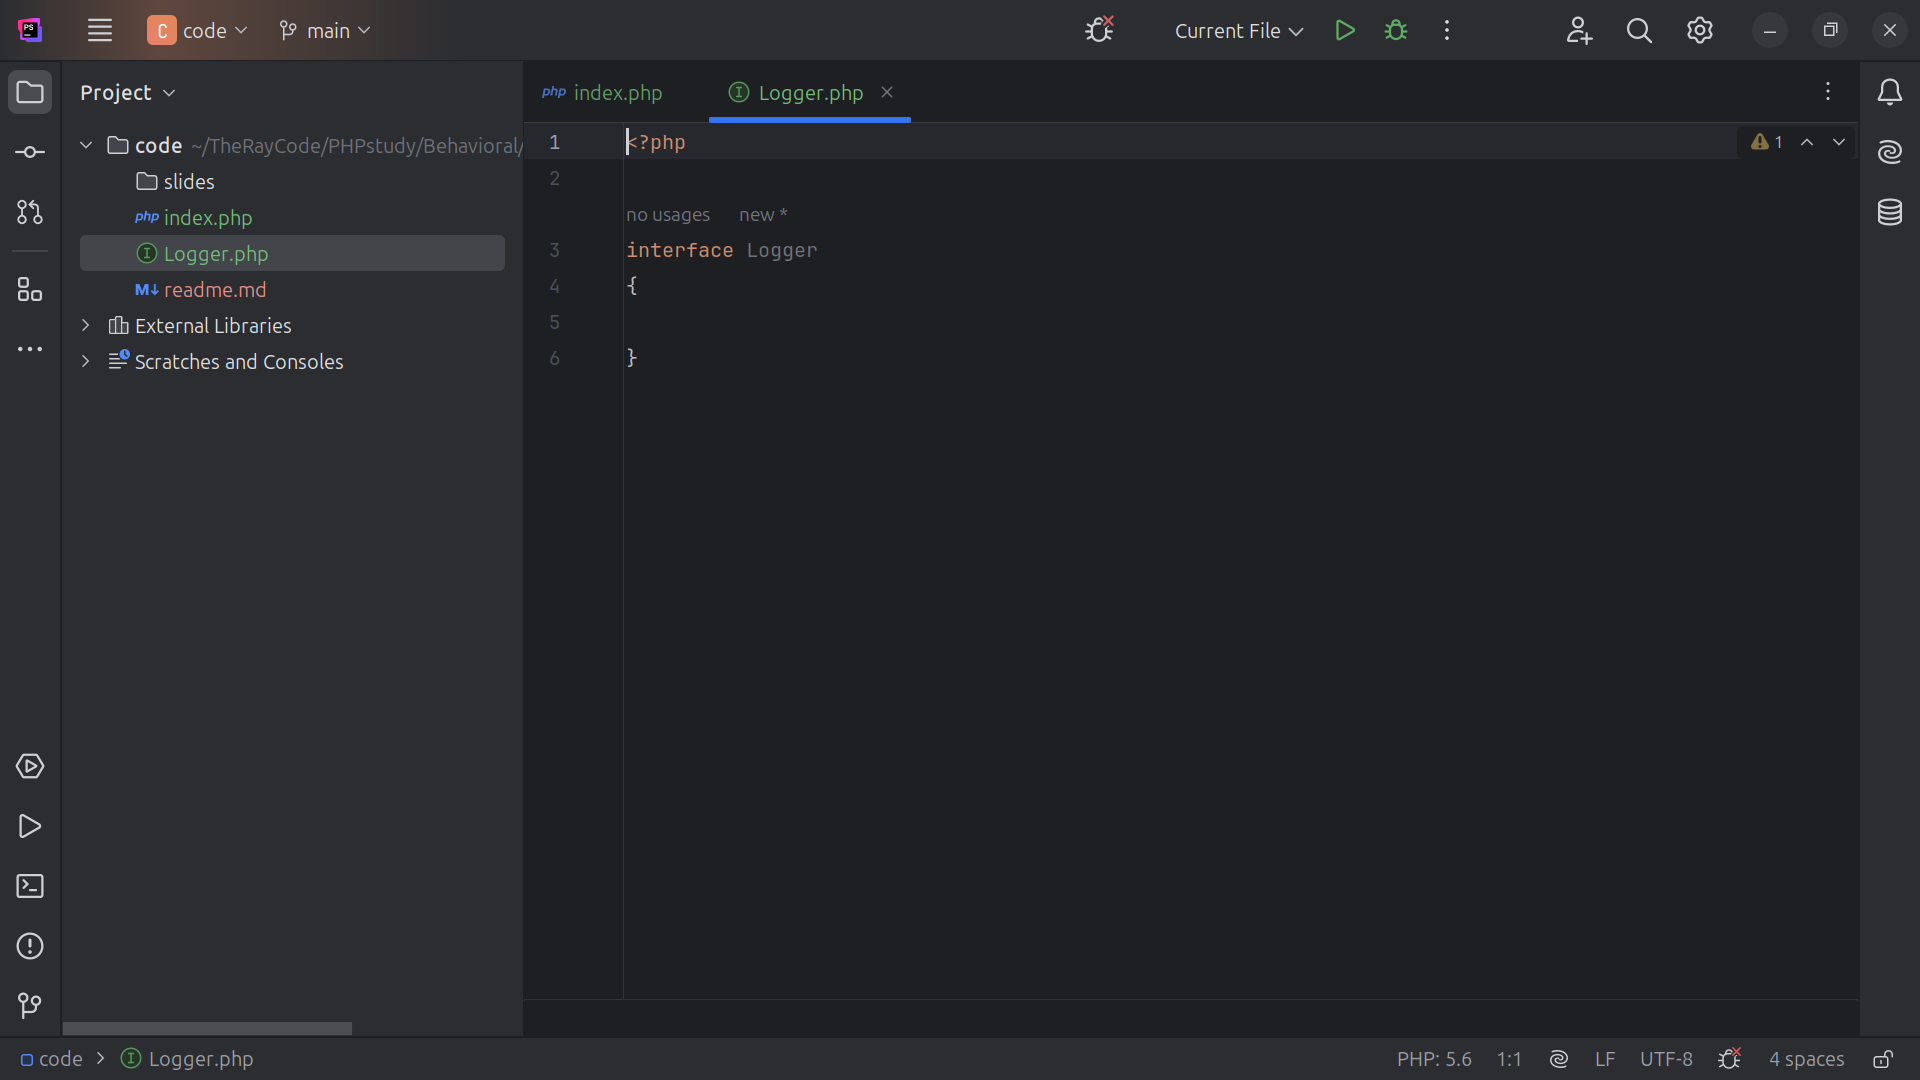 PS
C code main
Current File
Project
code ~/TheRayCode/PHPstudy/Behavioral/
slides
php index.php
Logger.php
M↓ readme.md
External Libraries
Scratches and Consoles
php index.php
Logger.php
1 <?php
1
2
no usages new *
3 interface Logger
4 {
5
6 }
code > Logger.php
PHP: 5.6
1:1
LF
UTF-8
4 spaces